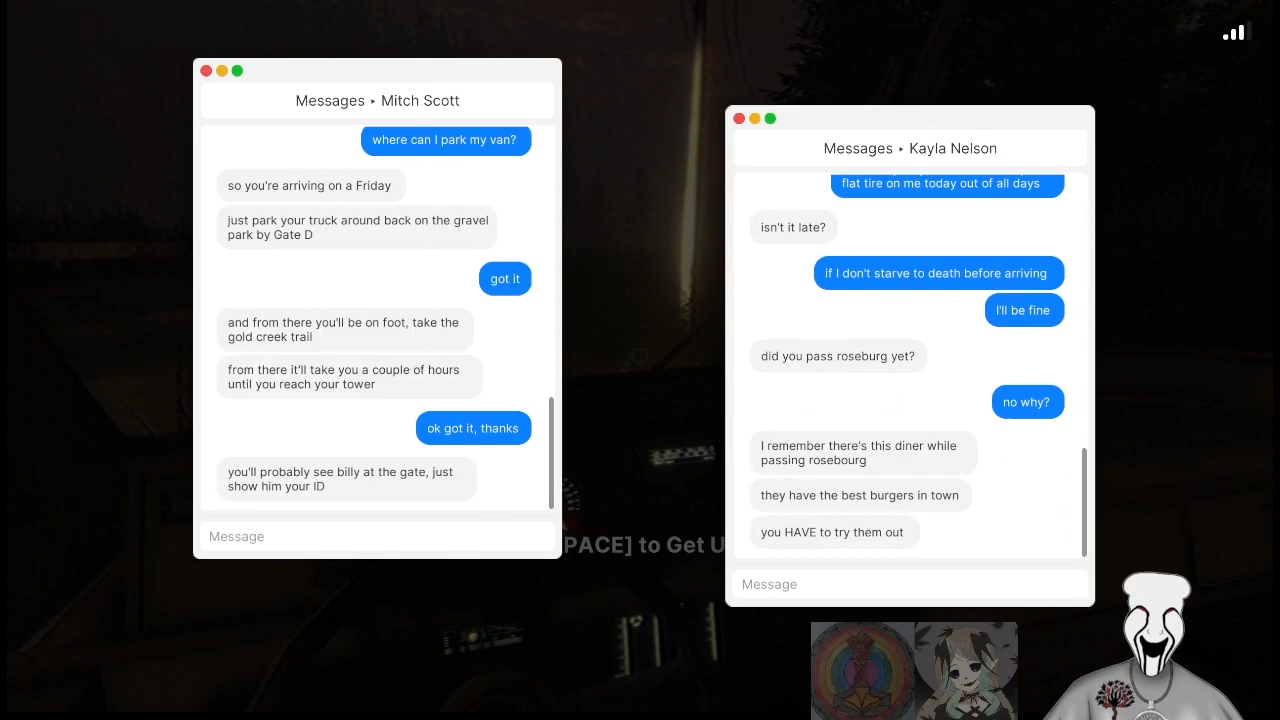 Messages ▸ Mitch Scott
where can I park my van?
so you're arriving on a Friday
just park your truck around back on the gravel
park by Gate D
got it
and from there you'll be on foot, take the
gold creek trail
from there it'll take you a couple of hours
until you reach your tower
ok got it, thanks
you'll probably see billy at the gate, just
show him your ID
Message
PACE] to Get U
Messages ▸ Kayla Nelson
flat tire on me today out of all days
isn't it late?
if I don't starve to death before arriving
I'll be fine
did you pass roseburg yet?
no why?
I remember there's this diner while
passing rosebourg
they have the best burgers in town
you HAVE to try them out
Message